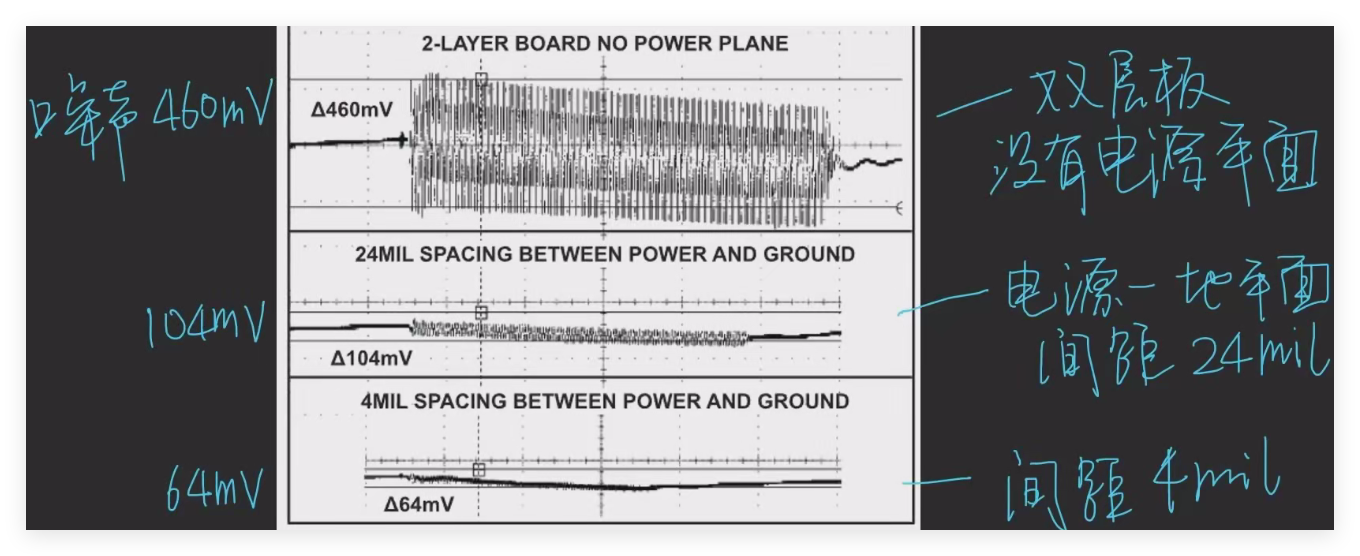 2-LAYER BOARD NO POWER PLANE
噪声 460mV
Δ460mV
双层板
没有电源平面
24MIL SPACING BETWEEN POWER AND GROUND
104mV
Δ104mV
电源-地平面
间距 24mil
4MIL SPACING BETWEEN POWER AND GROUND
64mV
Δ64mV
间距 4mil